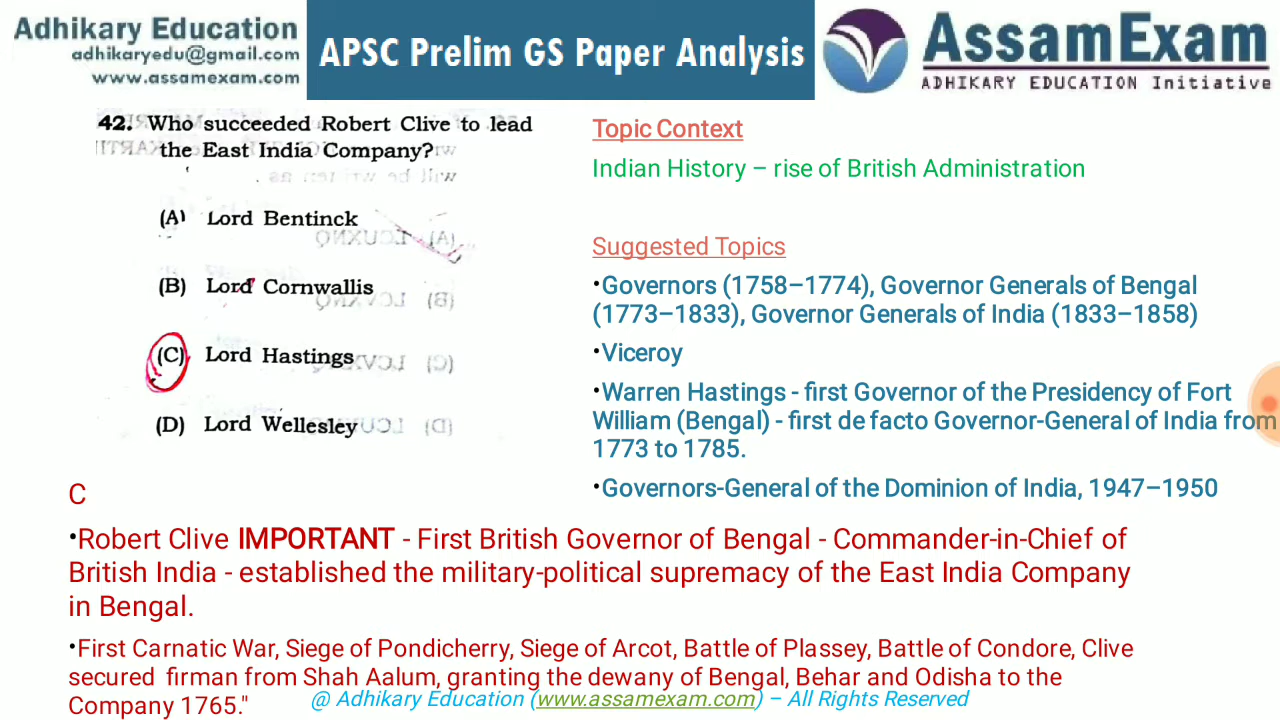 Adhikary Education
adhikaryedu@gmail.com
www.assamexam.com
APSC Prelim GS Paper Analysis
AssamExam
ADHIKARY EDUCATION Initiative
42. Who succeeded Robert Clive to lead
the East India Company?
(A) Lord Bentinck
(B) Lord Cornwallis
(C) Lord Hastings
(D) Lord Wellesley
Topic Context
Indian History – rise of British Administration
Suggested Topics
•Governors (1758–1774), Governor Generals of Bengal
(1773–1833), Governor Generals of India (1833–1858)
•Viceroy
•Warren Hastings - first Governor of the Presidency of Fort
William (Bengal) - first de facto Governor-General of India from
1773 to 1785.
•Governors-General of the Dominion of India, 1947–1950
C
•Robert Clive IMPORTANT - First British Governor of Bengal - Commander-in-Chief of
British India - established the military-political supremacy of the East India Company
in Bengal.
•First Carnatic War, Siege of Pondicherry, Siege of Arcot, Battle of Plassey, Battle of Condore, Clive
secured firman from Shah Aalum, granting the dewany of Bengal, Behar and Odisha to the
Company 1765."
@ Adhikary Education (www.assamexam.com) – All Rights Reserved